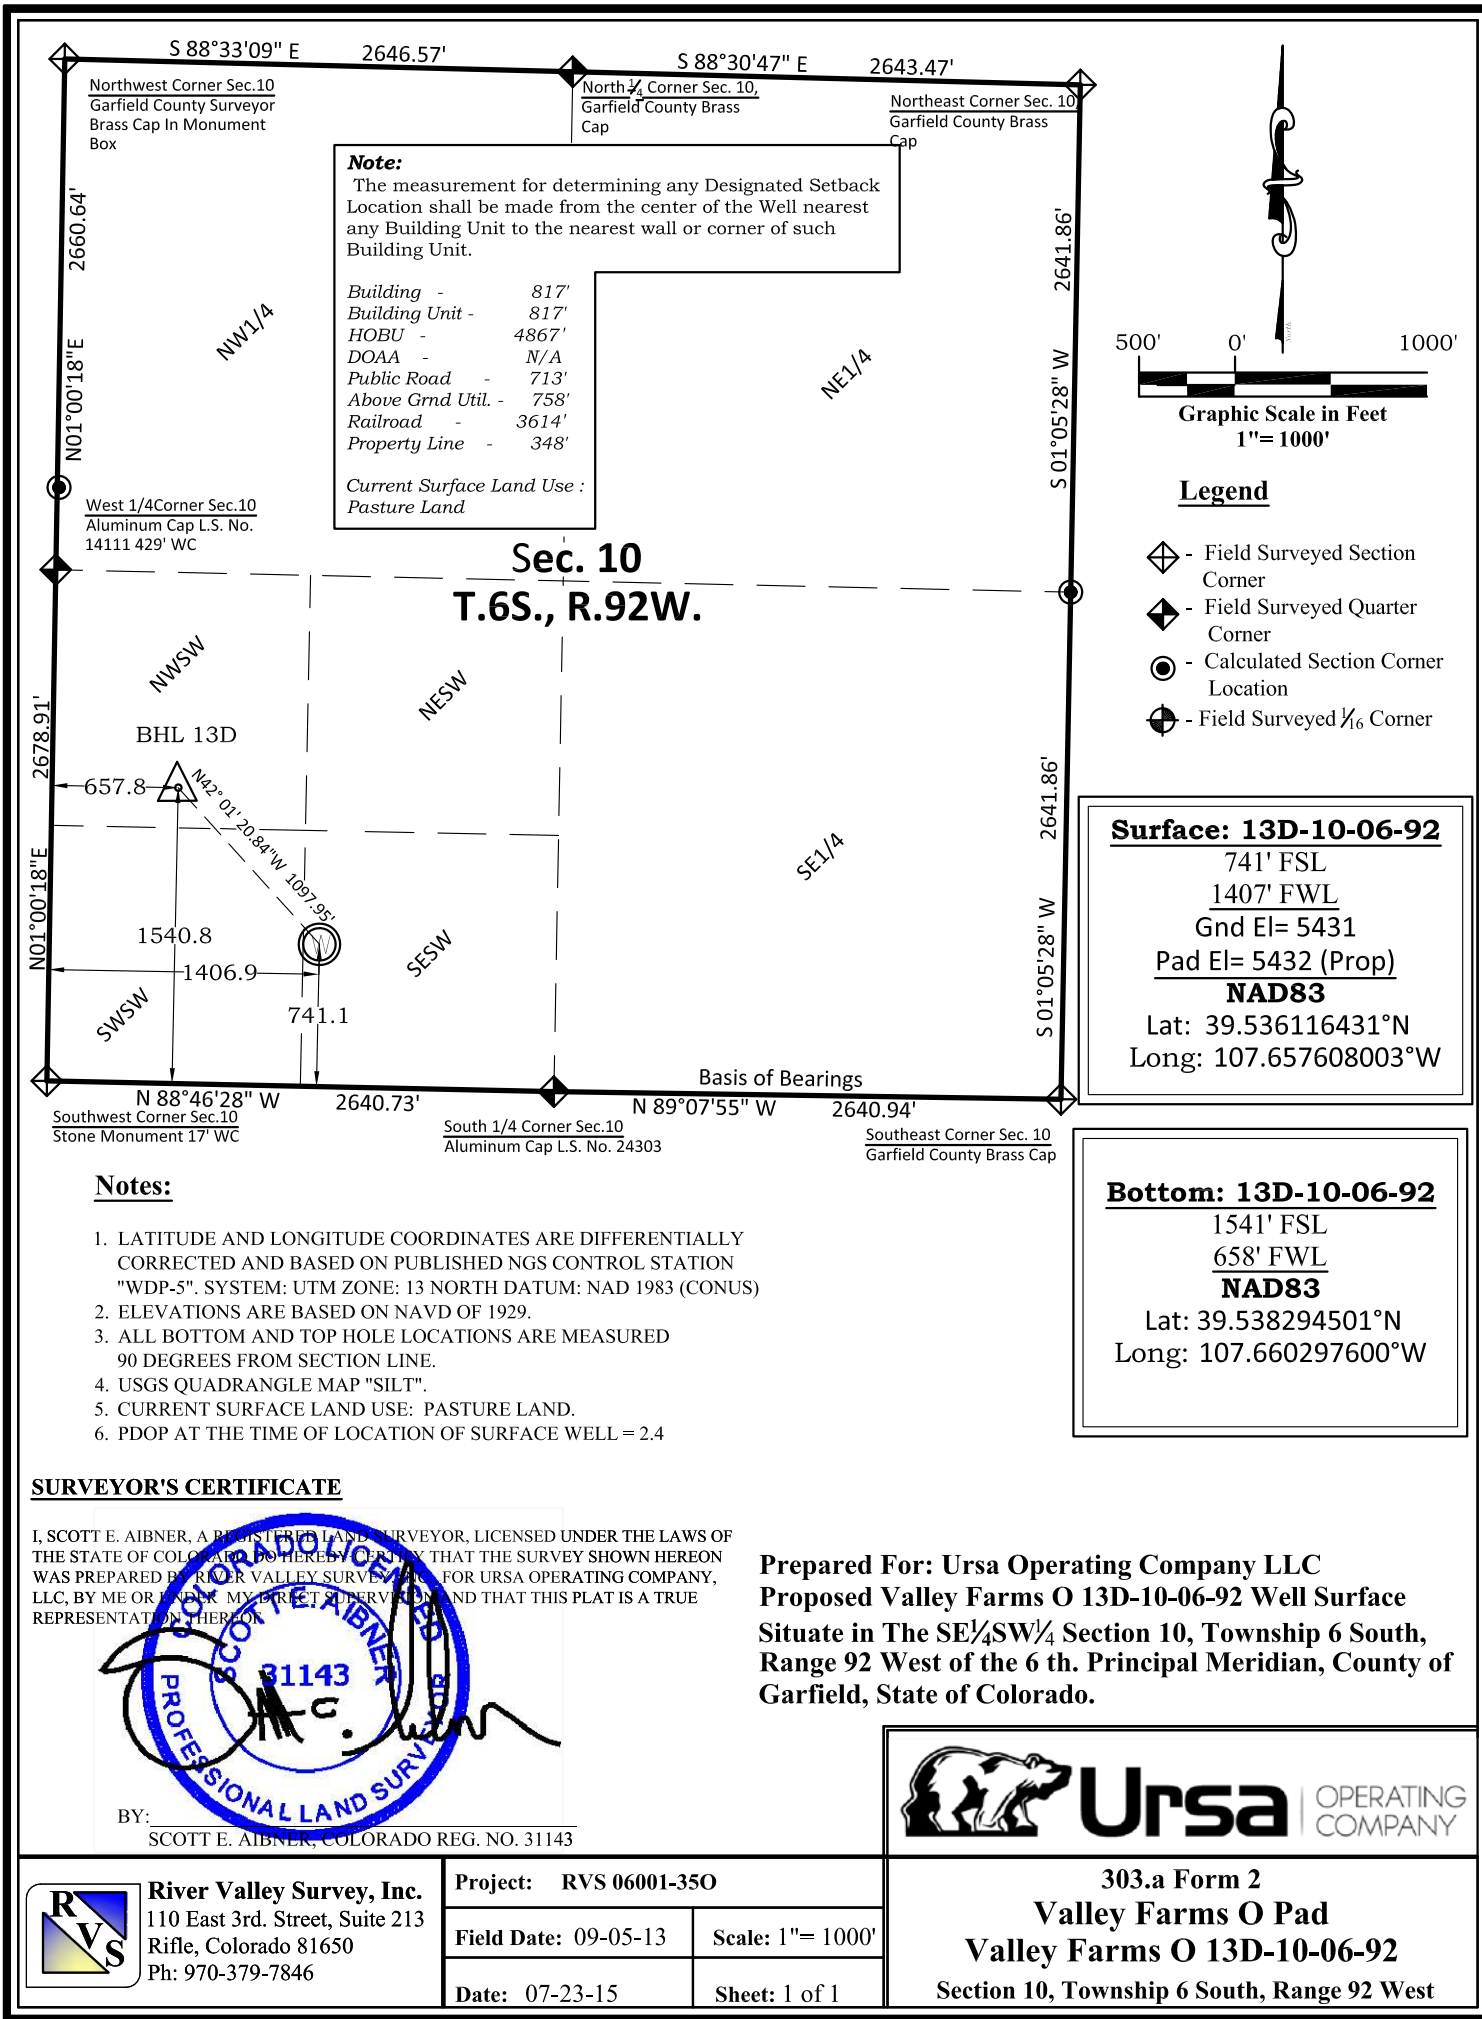 S 88°33'09" E 2646.57'
S 88°30'47" E 2643.47'
Northwest Corner Sec.10
Garfield County Surveyor
Brass Cap In Monument
Box
North 1/4 Corner Sec. 10,
Garfield County Brass
Cap
Northeast Corner Sec. 10,
Garfield County Brass
Cap
Note:
The measurement for determining any Designated Setback
Location shall be made from the center of the Well nearest
any Building Unit to the nearest wall or corner of such
Building Unit.
Building - 817'
Building Unit - 817'
HOBU - 4867'
DOAA - N/A
Public Road - 713'
Above Grnd Util. - 758'
Railroad - 3614'
Property Line - 348'
Current Surface Land Use :
Pasture Land
N01°00'18"E 2660.64'
NW1/4
NE1/4
S 01°05'28" W 2641.86'
North
500' 0' 1000'
Graphic Scale in Feet
1"= 1000'
Legend
- Field Surveyed Section
Corner
- Field Surveyed Quarter
Corner
- Calculated Section Corner
Location
- Field Surveyed 1/16 Corner
West 1/4Corner Sec.10
Aluminum Cap L.S. No.
14111 429' WC
Sec. 10
T.6S., R.92W.
NWSW
NESW
BHL 13D
657.8
N42° 01' 20.84"W 1097.95'
N01°00'18"E 2678.91'
1540.8
1406.9
W
741.1
SWSW
SESW
SE1/4
S 01°05'28" W 2641.86'
Surface: 13D-10-06-92
741' FSL
1407' FWL
Gnd El= 5431
Pad El= 5432 (Prop)
NAD83
Lat: 39.536116431°N
Long: 107.657608003°W
Basis of Bearings
N 88°46'28" W 2640.73'
N 89°07'55" W 2640.94'
Southwest Corner Sec.10
Stone Monument 17' WC
South 1/4 Corner Sec.10
Aluminum Cap L.S. No. 24303
Southeast Corner Sec. 10
Garfield County Brass Cap
Bottom: 13D-10-06-92
1541' FSL
658' FWL
NAD83
Lat: 39.538294501°N
Long: 107.660297600°W
Notes:
1. LATITUDE AND LONGITUDE COORDINATES ARE DIFFERENTIALLY
CORRECTED AND BASED ON PUBLISHED NGS CONTROL STATION
"WDP-5". SYSTEM: UTM ZONE: 13 NORTH DATUM: NAD 1983 (CONUS)
2. ELEVATIONS ARE BASED ON NAVD OF 1929.
3. ALL BOTTOM AND TOP HOLE LOCATIONS ARE MEASURED
90 DEGREES FROM SECTION LINE.
4. USGS QUADRANGLE MAP "SILT".
5. CURRENT SURFACE LAND USE: PASTURE LAND.
6. PDOP AT THE TIME OF LOCATION OF SURFACE WELL = 2.4
SURVEYOR'S CERTIFICATE
I, SCOTT E. AIBNER, A REGISTERED LAND SURVEYOR, LICENSED UNDER THE LAWS OF
THE STATE OF COLORADO DO HEREBY CERTIFY THAT THE SURVEY SHOWN HEREON
WAS PREPARED BY RIVER VALLEY SURVEY, FOR URSA OPERATING COMPANY,
LLC, BY ME OR UNDER MY DIRECT SUPERVISION AND THAT THIS PLAT IS A TRUE
REPRESENTATION THEREOF.
COLORADO LICENSED
SCOTT E. AIBNER
31143
PROFESSIONAL LAND SURVEYOR
BY:
SCOTT E. AIBNER, COLORADO REG. NO. 31143
Prepared For: Ursa Operating Company LLC
Proposed Valley Farms O 13D-10-06-92 Well Surface
Situate in The SE1/4SW1/4 Section 10, Township 6 South,
Range 92 West of the 6 th. Principal Meridian, County of
Garfield, State of Colorado.
Ursa OPERATING
COMPANY
RVS
River Valley Survey, Inc.
110 East 3rd. Street, Suite 213
Rifle, Colorado 81650
Ph: 970-379-7846
Project: RVS 06001-35O
Field Date: 09-05-13 Scale: 1"= 1000'
Date: 07-23-15 Sheet: 1 of 1
303.a Form 2
Valley Farms O Pad
Valley Farms O 13D-10-06-92
Section 10, Township 6 South, Range 92 West